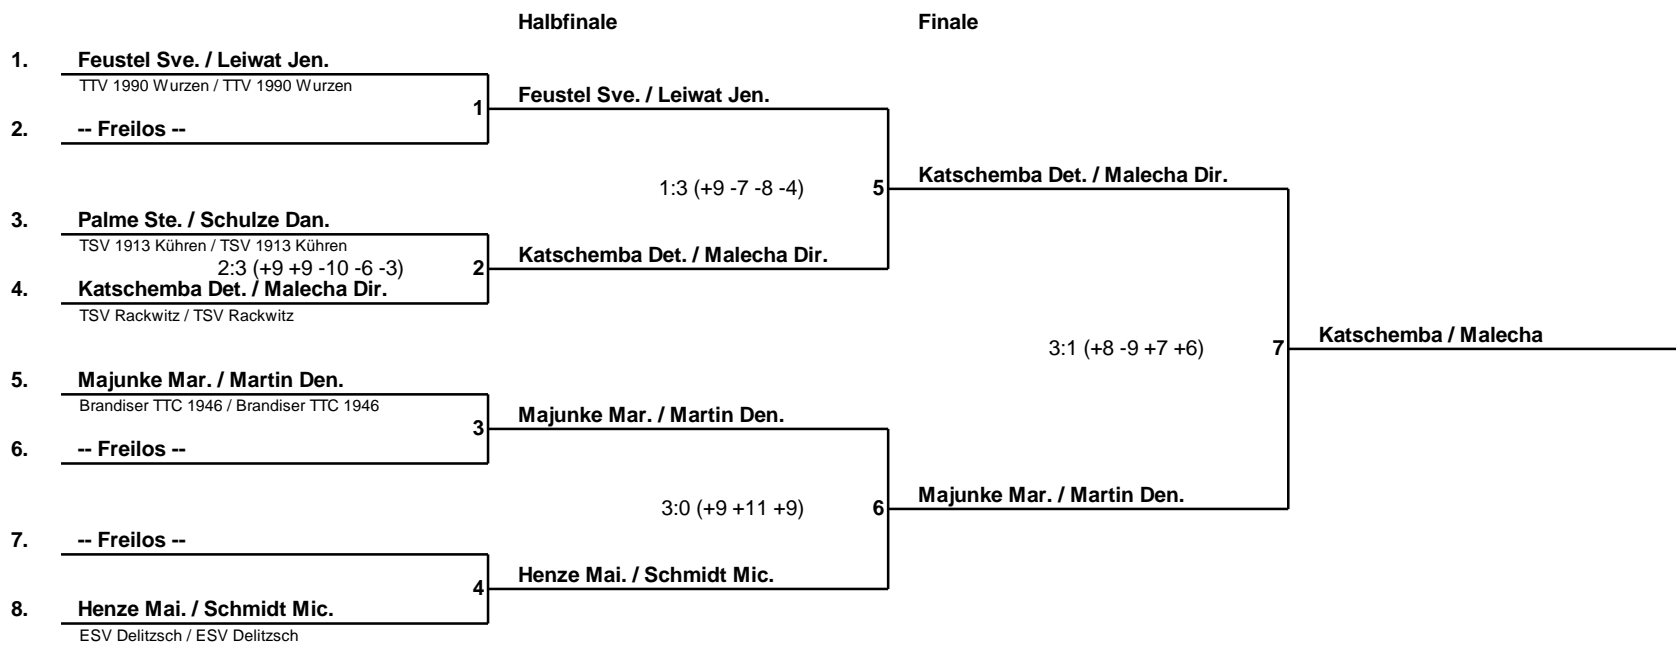 Halbfinale
Finale
1. Feustel Sve. / Leiwat Jen.
TTV 1990 Wurzen / TTV 1990 Wurzen
1
Feustel Sve. / Leiwat Jen.
2. -- Freilos --
1:3 (+9 -7 -8 -4) 5
Katschemba Det. / Malecha Dir.
3. Palme Ste. / Schulze Dan.
TSV 1913 Kühren / TSV 1913 Kühren
2:3 (+9 +9 -10 -6 -3) 2
Katschemba Det. / Malecha Dir.
4. Katschemba Det. / Malecha Dir.
TSV Rackwitz / TSV Rackwitz
3:1 (+8 -9 +7 +6) 7
Katschemba / Malecha
5. Majunke Mar. / Martin Den.
Brandiser TTC 1946 / Brandiser TTC 1946
3
Majunke Mar. / Martin Den.
6. -- Freilos --
3:0 (+9 +11 +9) 6
Majunke Mar. / Martin Den.
7. -- Freilos --
4
Henze Mai. / Schmidt Mic.
8. Henze Mai. / Schmidt Mic.
ESV Delitzsch / ESV Delitzsch